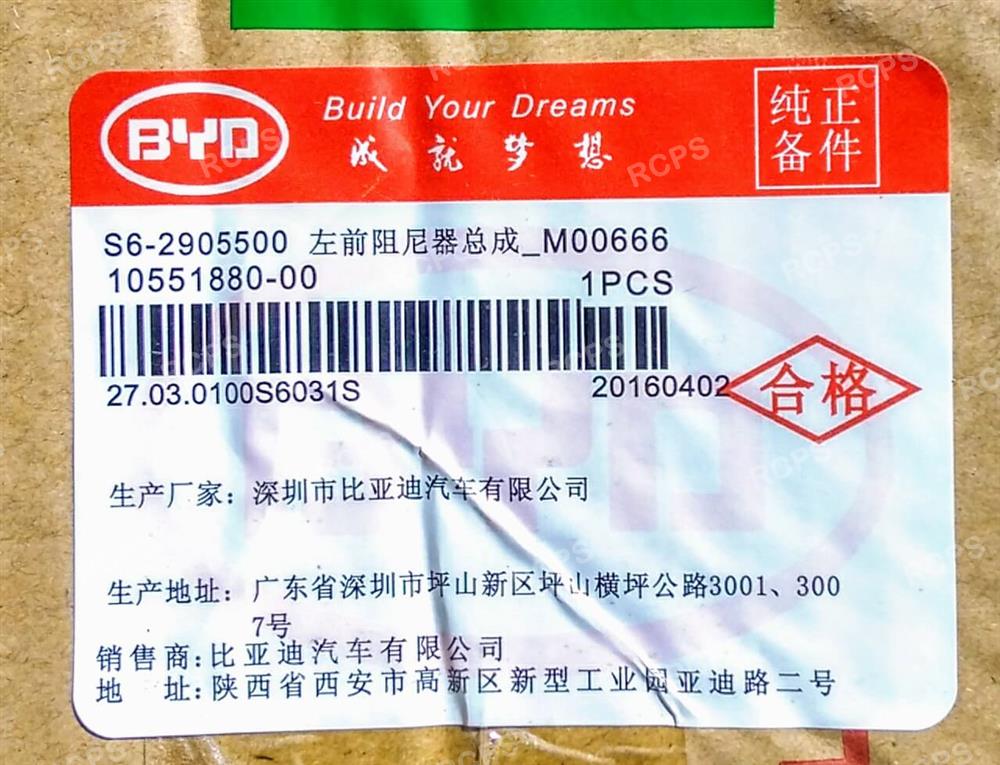 BYD
Build Your Dreams
成就梦想
纯正
备件
S6-2905500 左前阻尼器总成_M00666
10551880-00 1PCS
27.03.0100S6031S 20160402
合格
生产厂家：深圳市比亚迪汽车有限公司
生产地址：广东省深圳市坪山新区坪山横坪公路3001、300
7号
销售商：比亚迪汽车有限公司
地 址：陕西省西安市高新区新型工业园亚迪路二号
RCPS